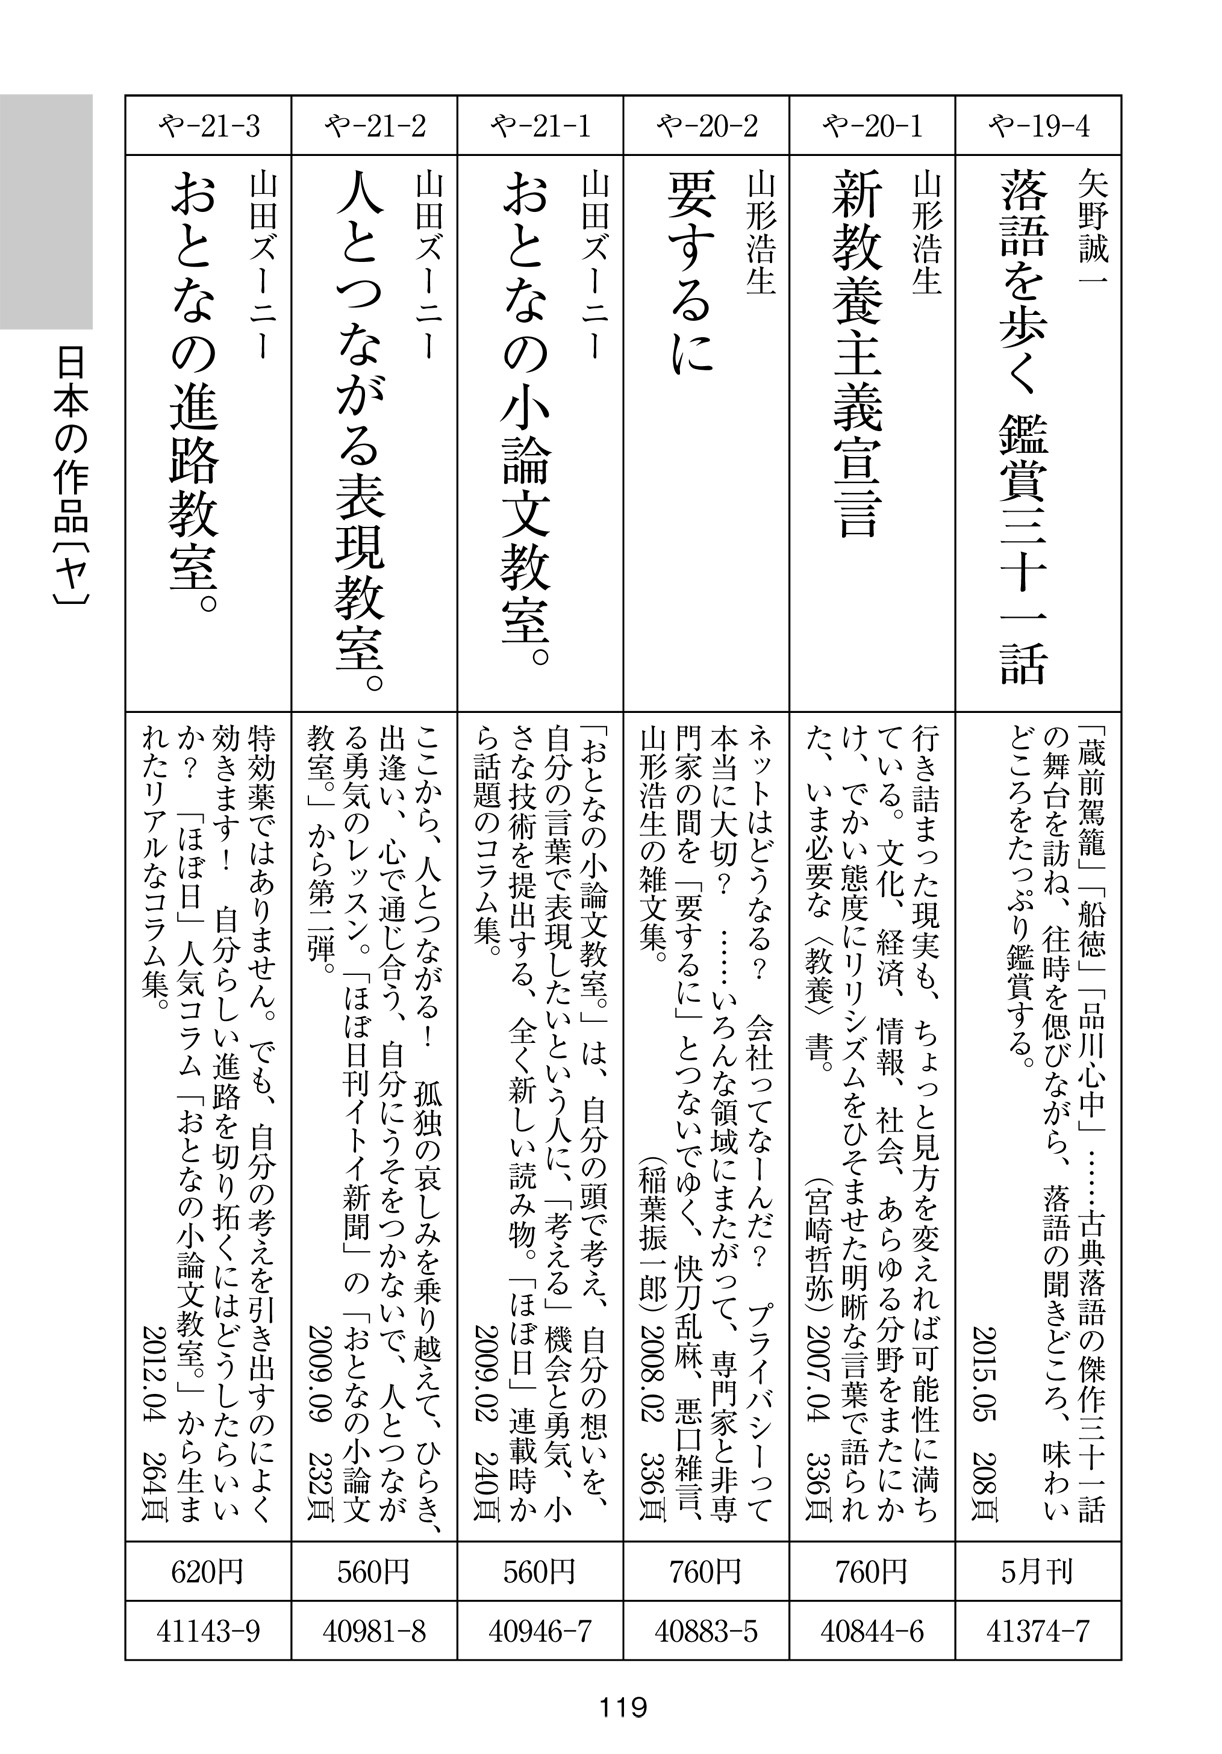 や-19-4
矢野誠一
落語を歩く 鑑賞三十一話
「蔵前駕籠」「船徳」「品川心中」……古典落語の傑作三十一話
の舞台を訪ね、往時を偲びながら、落語の聞きどころ、味わい
どころをたっぷり鑑賞する。
2015.05 208頁
5月刊
41374-7
や-20-1
山形浩生
新教養主義宣言
行き詰まった現実も、ちょっと見方を変えれば可能性に満ち
ている。文化、経済、情報、社会、あらゆる分野をまたにか
け、でかい態度にリリシズムをひそませた明晰な言葉で語られ
た、いま必要な〈教養〉書。 (宮崎哲弥) 2007.04 336頁
760円
40844-6
や-20-2
山形浩生
要するに
ネットはどうなる? 会社ってなーんだ? プライバシーって
本当に大切? ……いろんな領域にまたがって、専門家と非専
門家の間を「要するに」とつないでゆく、快刀乱麻、悪口雑言、
山形浩生の雑文集。 (稲葉振一郎) 2008.02 336頁
760円
40883-5
や-21-1
山田ズーニー
おとなの小論文教室。
「おとなの小論文教室。」は、自分の頭で考え、自分の想いを、
自分の言葉で表現したいという人に、「考える」機会と勇気、小
さな技術を提出する、全く新しい読み物。「ほぼ日」連載時か
ら話題のコラム集。 2009.02 240頁
560円
40946-7
や-21-2
山田ズーニー
人とつながる表現教室。
ここから、人とつながる! 孤独の哀しみを乗り越えて、ひらき、
出逢い、心で通じ合う、自分にうそをつかないで、人とつなが
る勇気のレッスン。「ほぼ日刊イトイ新聞」の「おとなの小論文
教室。」から第二弾。 2009.09 232頁
560円
40981-8
や-21-3
山田ズーニー
おとなの進路教室。
特効薬ではありません。でも、自分の考えを引き出すのによく
効きます! 自分らしい進路を切り拓くにはどうしたらいい
か? 「ほぼ日」人気コラム「おとなの小論文教室。」から生ま
れたリアルなコラム集。 2012.04 264頁
620円
41143-9
日本の作品〔ヤ〕
119